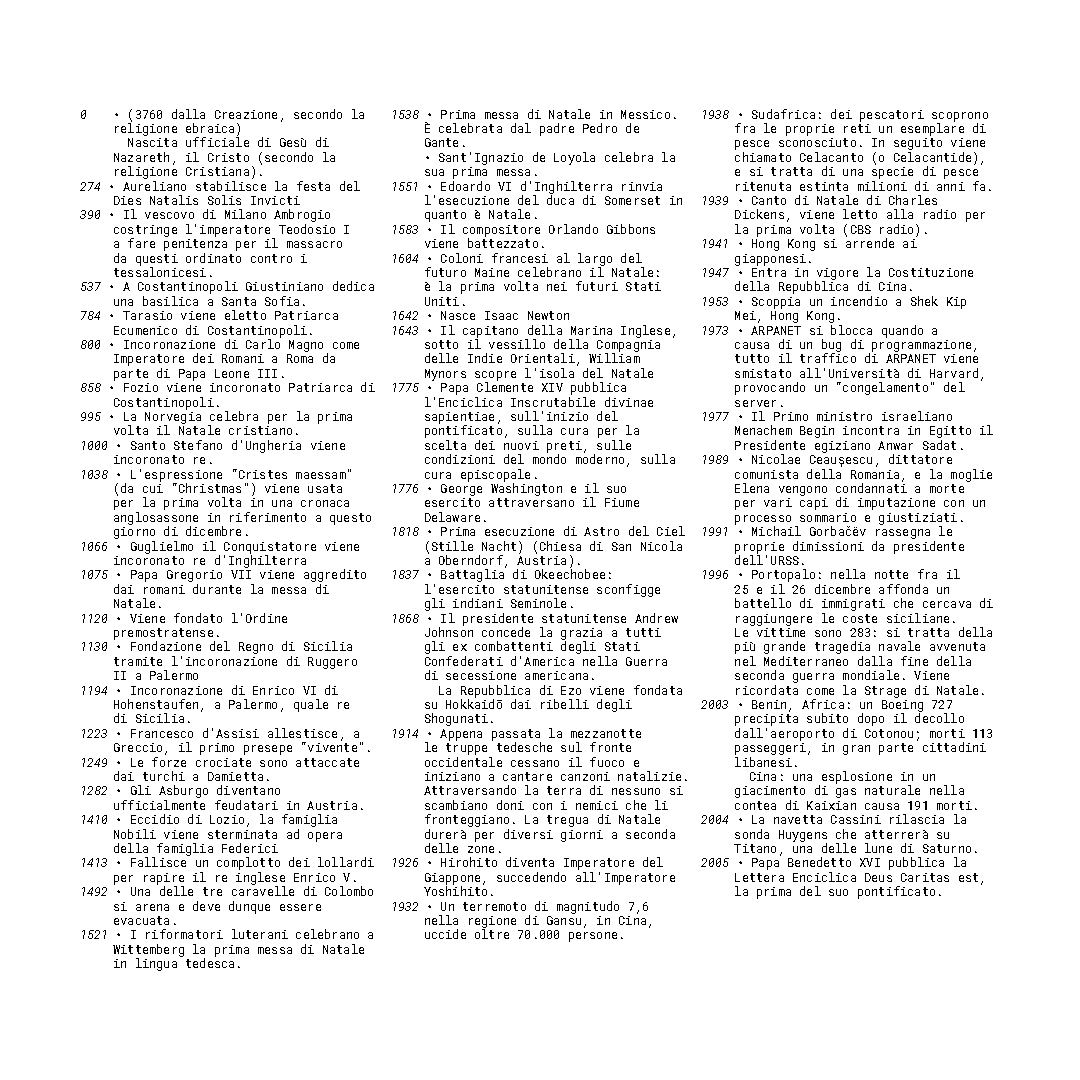 0 • (3760 dalla Creazione, secondo la
religione ebraica)
Nascita ufficiale di Gesù di
Nazareth, il Cristo (secondo la
religione Cristiana).
274 • Aureliano stabilisce la festa del
Dies Natalis Solis Invicti
390 • Il vescovo di Milano Ambrogio
costringe l'imperatore Teodosio I
a fare penitenza per il massacro
da questi ordinato contro i
tessalonicesi.
537 • A Costantinopoli Giustiniano dedica
una basilica a Santa Sofia.
784 • Tarasio viene eletto Patriarca
Ecumenico di Costantinopoli.
800 • Incoronazione di Carlo Magno come
Imperatore dei Romani a Roma da
parte di Papa Leone III.
858 • Fozio viene incoronato Patriarca di
Costantinopoli.
995 • La Norvegia celebra per la prima
volta il Natale cristiano.
1000 • Santo Stefano d'Ungheria viene
incoronato re.
1038 • L'espressione "Cristes maessam"
(da cui "Christmas") viene usata
per la prima volta in una cronaca
anglosassone in riferimento a questo
giorno di dicembre.
1066 • Guglielmo il Conquistatore viene
incoronato re d'Inghilterra
1075 • Papa Gregorio VII viene aggredito
dai romani durante la messa di
Natale.
1120 • Viene fondato l'Ordine
premostratense.
1130 • Fondazione del Regno di Sicilia
tramite l'incoronazione di Ruggero
II a Palermo
1194 • Incoronazione di Enrico VI di
Hohenstaufen, a Palermo, quale re
di Sicilia.
1223 • Francesco d'Assisi allestisce, a
Greccio, il primo presepe "vivente".
1249 • Le forze crociate sono attaccate
dai turchi a Damietta.
1282 • Gli Asburgo diventano
ufficialmente feudatari in Austria.
1410 • Eccidio di Lozio, la famiglia
Nobili viene sterminata ad opera
della famiglia Federici
1413 • Fallisce un complotto dei lollardi
per rapire il re inglese Enrico V.
1492 • Una delle tre caravelle di Colombo
si arena e deve dunque essere
evacuata.
1521 • I riformatori luterani celebrano a
Wittemberg la prima messa di Natale
in lingua tedesca.
1538 • Prima messa di Natale in Messico.
È celebrata dal padre Pedro de
Gante.
• Sant'Ignazio de Loyola celebra la
sua prima messa.
1551 • Edoardo VI d'Inghilterra rinvia
l'esecuzione del duca di Somerset in
quanto è Natale.
1583 • Il compositore Orlando Gibbons
viene battezzato.
1604 • Coloni francesi al largo del
futuro Maine celebrano il Natale:
è la prima volta nei futuri Stati
Uniti.
1642 • Nasce Isaac Newton
1643 • Il capitano della Marina Inglese,
sotto il vessillo della Compagnia
delle Indie Orientali, William
Mynors scopre l'isola del Natale
1775 • Papa Clemente XIV pubblica
l'Enciclica Inscrutabile divinae
sapientiae, sull'inizio del
pontificato, sulla cura per la
scelta dei nuovi preti, sulle
condizioni del mondo moderno, sulla
cura episcopale.
1776 • George Washington e il suo
esercito attraversano il Fiume
Delaware.
1818 • Prima esecuzione di Astro del Ciel
(Stille Nacht) (Chiesa di San Nicola
a Oberndorf, Austria).
1837 • Battaglia di Okeechobee:
l'esercito statunitense sconfigge
gli indiani Seminole.
1868 • Il presidente statunitense Andrew
Johnson concede la grazia a tutti
gli ex combattenti degli Stati
Confederati d'America nella Guerra
di secessione americana.
La Repubblica di Ezo viene fondata
su Hokkaidō dai ribelli degli
Shogunati.
1914 • Appena passata la mezzanotte
le truppe tedesche sul fronte
occidentale cessano il fuoco e
iniziano a cantare canzoni natalizie.
Attraversando la terra di nessuno si
scambiano doni con i nemici che li
fronteggiano. La tregua di Natale
durerà per diversi giorni a seconda
delle zone.
1926 • Hirohito diventa Imperatore del
Giappone, succedendo all'Imperatore
Yoshihito.
1932 • Un terremoto di magnitudo 7,6
nella regione di Gansu, in Cina,
uccide oltre 70.000 persone.
1938 • Sudafrica: dei pescatori scoprono
fra le proprie reti un esemplare di
pesce sconosciuto. In seguito viene
chiamato Celacanto (o Celacantide),
e si tratta di una specie di pesce
ritenuta estinta milioni di anni fa.
1939 • Canto di Natale di Charles
Dickens, viene letto alla radio per
la prima volta (CBS radio).
1941 • Hong Kong si arrende ai
giapponesi.
1947 • Entra in vigore la Costituzione
della Repubblica di Cina.
1953 • Scoppia un incendio a Shek Kip
Mei, Hong Kong.
1973 • ARPANET si blocca quando a
causa di un bug di programmazione,
tutto il traffico di ARPANET viene
smistato all'Università di Harvard,
provocando un "congelamento" del
server.
1977 • Il Primo ministro israeliano
Menachem Begin incontra in Egitto il
Presidente egiziano Anwar Sadat.
1989 • Nicolae Ceaușescu, dittatore
comunista della Romania, e la moglie
Elena vengono condannati a morte
per vari capi di imputazione con un
processo sommario e giustiziati.
1991 • Michail Gorbačëv rassegna le
proprie dimissioni da presidente
dell'URSS.
1996 • Portopalo: nella notte fra il
25 e il 26 dicembre affonda un
battello di immigrati che cercava di
raggiungere le coste siciliane.
Le vittime sono 283: si tratta della
più grande tragedia navale avvenuta
nel Mediterraneo dalla fine della
seconda guerra mondiale. Viene
ricordata come la Strage di Natale.
2003 • Benin, Africa: un Boeing 727
precipita subito dopo il decollo
dall'aeroporto di Cotonou; morti 113
passeggeri, in gran parte cittadini
libanesi.
Cina: una esplosione in un
giacimento di gas naturale nella
contea di Kaixian causa 191 morti.
2004 • La navetta Cassini rilascia la
sonda Huygens che atterrerà su
Titano, una delle lune di Saturno.
2005 • Papa Benedetto XVI pubblica la
Lettera Enciclica Deus Caritas est,
la prima del suo pontificato.